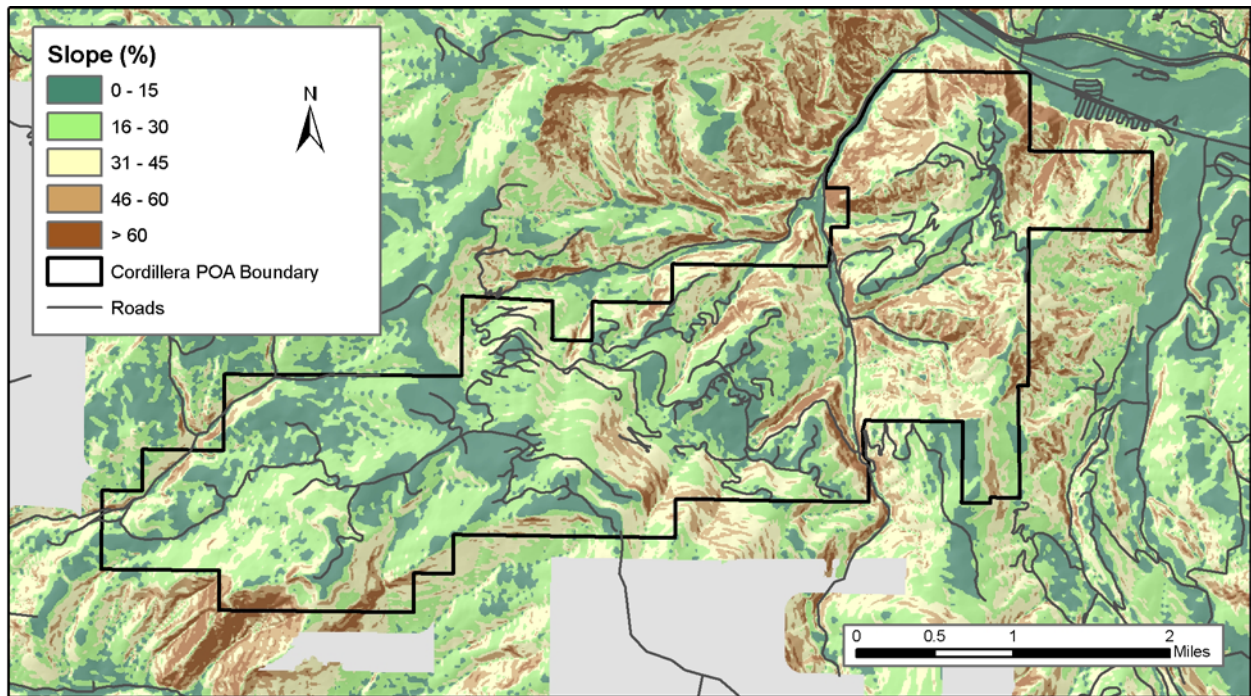 Slope (%)
0 - 15
16 - 30
31 - 45
46 - 60
> 60
Cordillera POA Boundary
Roads
N
0 0.5 1 2
Miles